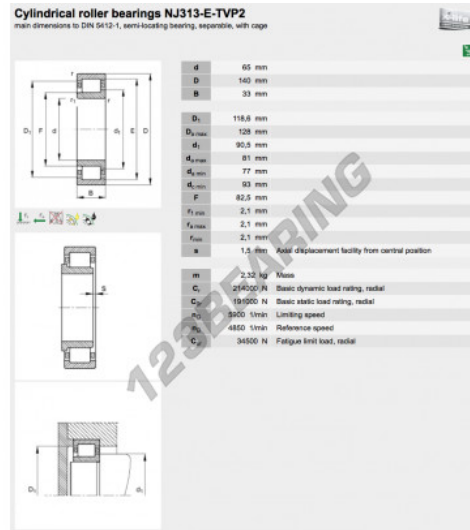 Cylindrical roller bearings NJ313-E-TVP2
main dimensions to DIN 5412-1, semi-locating bearing, separable, with cage
d 65 mm
D 140 mm
B 33 mm
D₁ 118,6 mm
Dₐ max 128 mm
d₁ 90,5 mm
dₐ max 81 mm
dₐ min 77 mm
d_c min 93 mm
F 82,5 mm
r₁ min 2,1 mm
rₐ max 2,1 mm
r_min 2,1 mm
s 1,5 mm Axial displacement facility from central position
m 2,32 kg Mass
Cᵣ 214000 N Basic dynamic load rating, radial
C₀ᵣ 191000 N Basic static load rating, radial
n_G 5900 1/min Limiting speed
4850 1/min Reference speed
34500 N Fatigue limit load, radial
r
r₁ r
D₁ F d D
B
S
123BEARING